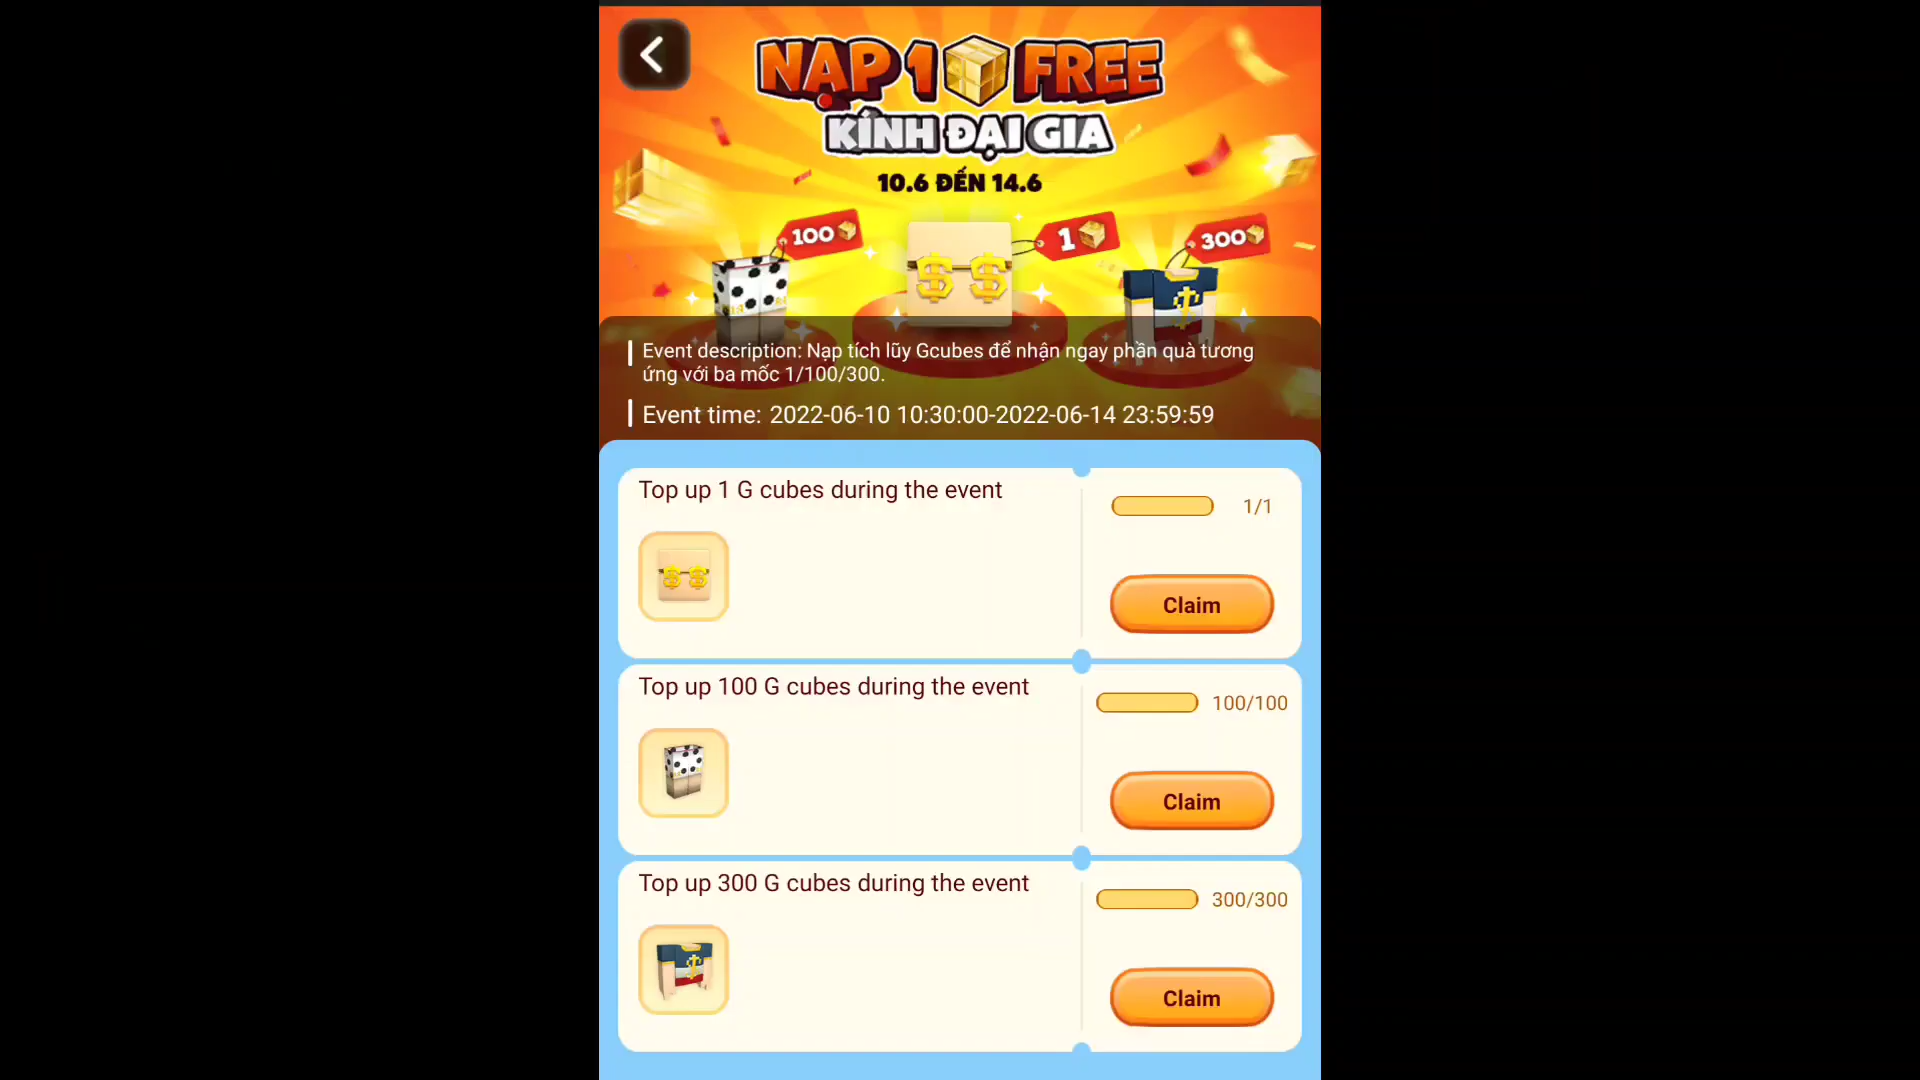 NẠP 1 FREE
KÍNH ĐẠI GIA
10.6 ĐẾN 14.6
100
1
300
$ $
Event description: Nạp tích lũy Gcubes để nhận ngay phần quà tương
ứng với ba mốc 1/100/300.
Event time: 2022-06-10 10:30:00-2022-06-14 23:59:59
Top up 1 G cubes during the event
1/1
$ $
Claim
Top up 100 G cubes during the event
100/100
Claim
Top up 300 G cubes during the event
300/300
Claim